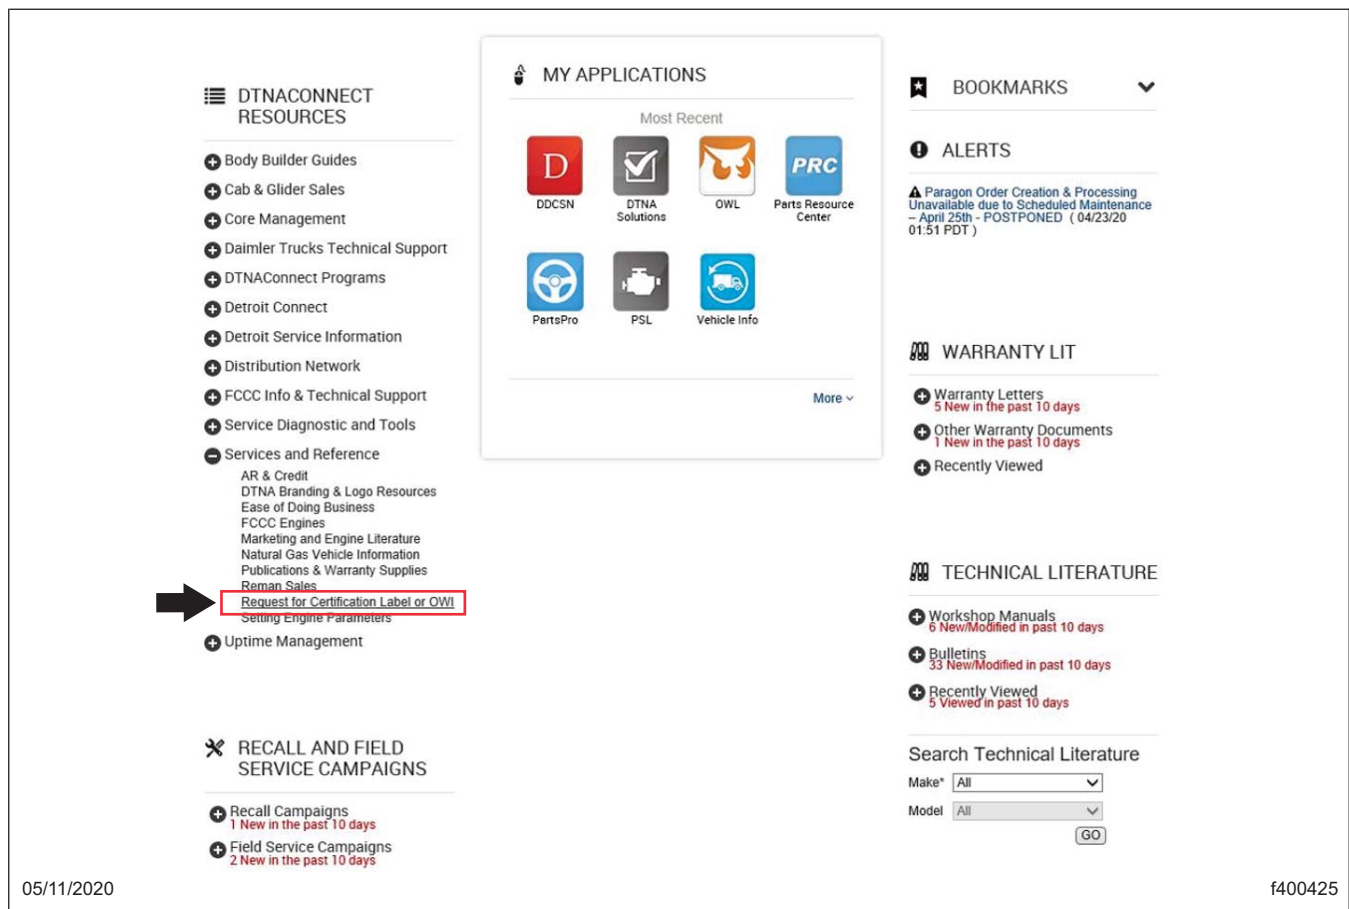 DTNACONNECT
RESOURCES
Body Builder Guides
Cab & Glider Sales
Core Management
Daimler Trucks Technical Support
DTNAConnect Programs
Detroit Connect
Detroit Service Information
Distribution Network
FCCC Info & Technical Support
Service Diagnostic and Tools
Services and Reference
AR & Credit
DTNA Branding & Logo Resources
Ease of Doing Business
FCCC Engines
Marketing and Engine Literature
Natural Gas Vehicle Information
Publications & Warranty Supplies
Reman Sales
Request for Certification Label or OWI
Setting Engine Parameters
Uptime Management
RECALL AND FIELD
SERVICE CAMPAIGNS
Recall Campaigns
1 New in the past 10 days
Field Service Campaigns
2 New in the past 10 days
MY APPLICATIONS
Most Recent
D
PRC
DDCSN
DTNA
Solutions
OWL
Parts Resource
Center
PartsPro
PSL
Vehicle Info
More
BOOKMARKS
ALERTS
Paragon Order Creation & Processing
Unavailable due to Scheduled Maintenance
– April 25th - POSTPONED ( 04/23/20
01:51 PDT )
WARRANTY LIT
Warranty Letters
5 New in the past 10 days
Other Warranty Documents
1 New in the past 10 days
Recently Viewed
TECHNICAL LITERATURE
Workshop Manuals
6 New/Modified in past 10 days
Bulletins
33 New/Modified in past 10 days
Recently Viewed
5 Viewed in past 10 days
Search Technical Literature
Make* All
Model All
GO
05/11/2020
f400425